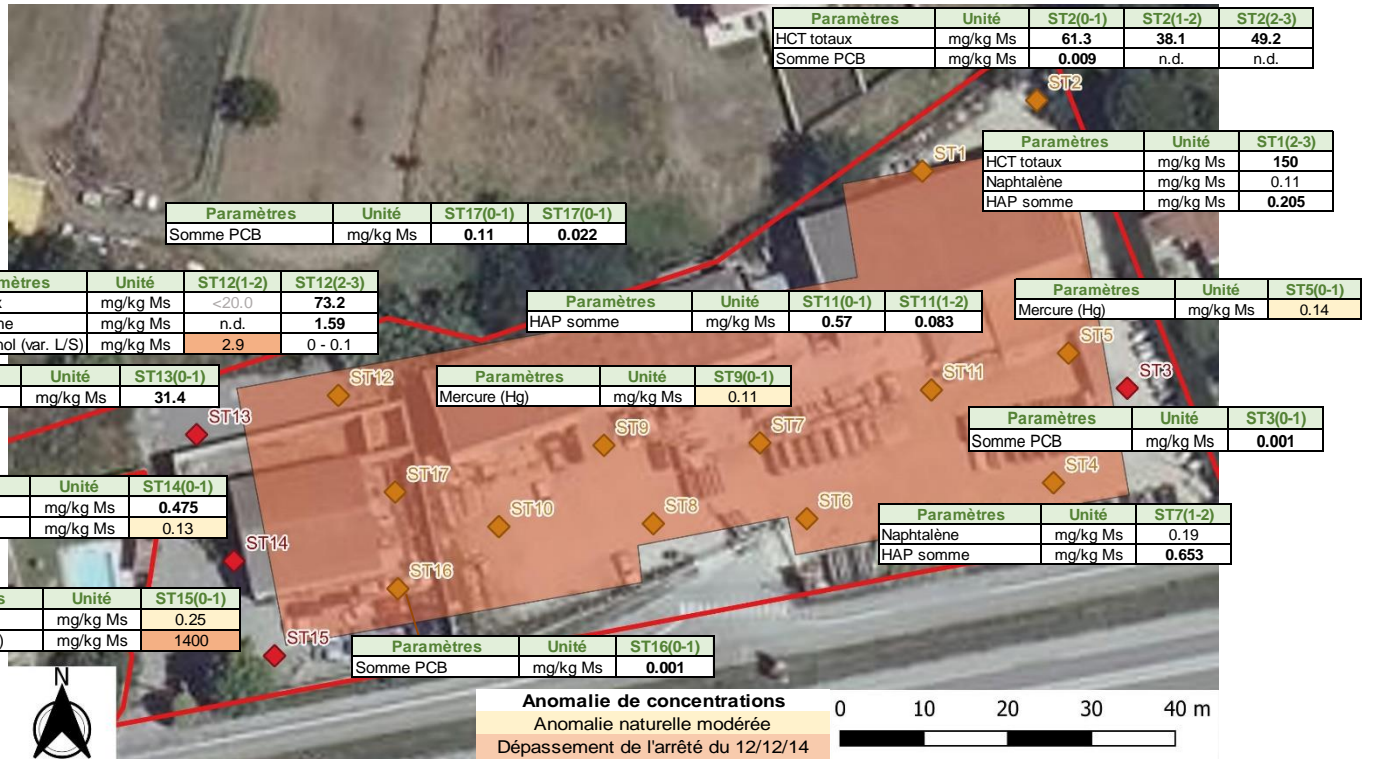 Paramètres Unité ST2(0-1) ST2(1-2) ST2(2-3)
HCT totaux mg/kg Ms 61.3 38.1 49.2
Somme PCB mg/kg Ms 0.009 n.d. n.d.
ST2
Paramètres Unité ST1(2-3)
HCT totaux mg/kg Ms 150
Naphtalène mg/kg Ms 0.11
HAP somme mg/kg Ms 0.205
ST1
Paramètres Unité ST17(0-1) ST17(0-1)
Somme PCB mg/kg Ms 0.11 0.022
mètres Unité ST12(1-2) ST12(2-3)
x mg/kg Ms <20.0 73.2
ne mg/kg Ms n.d. 1.59
nol (var. L/S) mg/kg Ms 2.9 0 - 0.1
Paramètres Unité ST11(0-1) ST11(1-2)
HAP somme mg/kg Ms 0.57 0.083
Paramètres Unité ST5(0-1)
Mercure (Hg) mg/kg Ms 0.14
ST5
ST3
Unité ST13(0-1)
mg/kg Ms 31.4
ST12
Paramètres Unité ST9(0-1)
Mercure (Hg) mg/kg Ms 0.11
ST11
ST13
ST9
ST7
Paramètres Unité ST3(0-1)
Somme PCB mg/kg Ms 0.001
ST17
ST4
Unité ST14(0-1)
mg/kg Ms 0.475
mg/kg Ms 0.13
ST10
ST8
ST6
Paramètres Unité ST7(1-2)
Naphtalène mg/kg Ms 0.19
HAP somme mg/kg Ms 0.653
ST14
ST16
s Unité ST15(0-1)
mg/kg Ms 0.25
) mg/kg Ms 1400
ST15
Paramètres Unité ST16(0-1)
Somme PCB mg/kg Ms 0.001
N
Anomalie de concentrations
Anomalie naturelle modérée
Dépassement de l'arrêté du 12/12/14
0 10 20 30 40 m